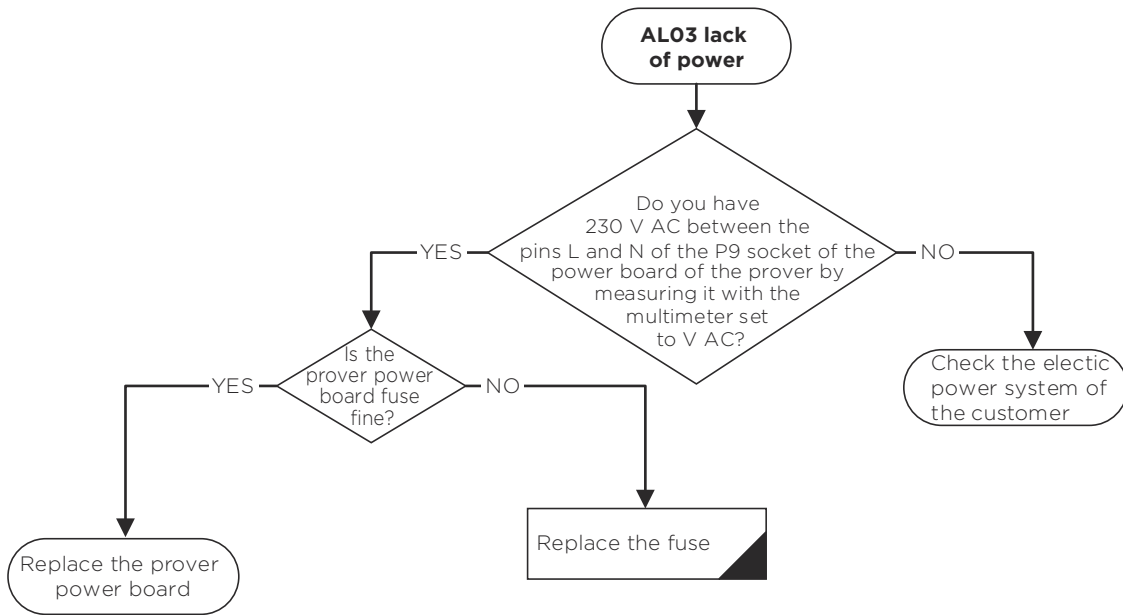 AL03 lack
of power
Do you have
230 V AC between the
pins L and N of the P9 socket of the
power board of the prover by
measuring it with the
multimeter set
to V AC?
YES
NO
Is the
prover power
board fuse
fine?
Check the electic
power system of
the customer
YES
NO
Replace the prover
power board
Replace the fuse